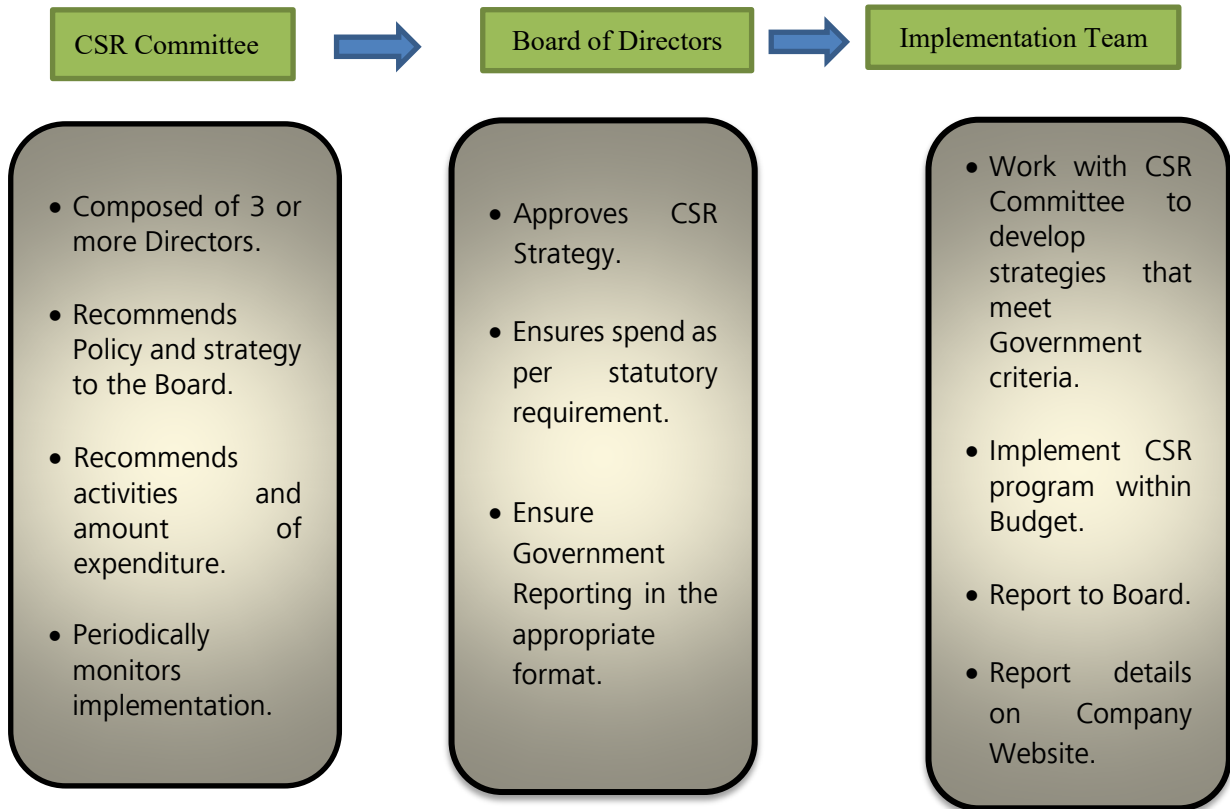 CSR Committee
Board of Directors
Implementation Team
• Composed of 3 or
more Directors.
• Recommends
Policy and strategy
to the Board.
• Recommends
activities and
amount of
expenditure.
• Periodically
monitors
implementation.
• Approves CSR
Strategy.
• Ensures spend as
per statutory
requirement.
• Ensure
Government
Reporting in the
appropriate
format.
• Work with CSR
Committee to
develop
strategies that
meet
Government
criteria.
• Implement CSR
program within
Budget.
• Report to Board.
• Report details
on Company
Website.